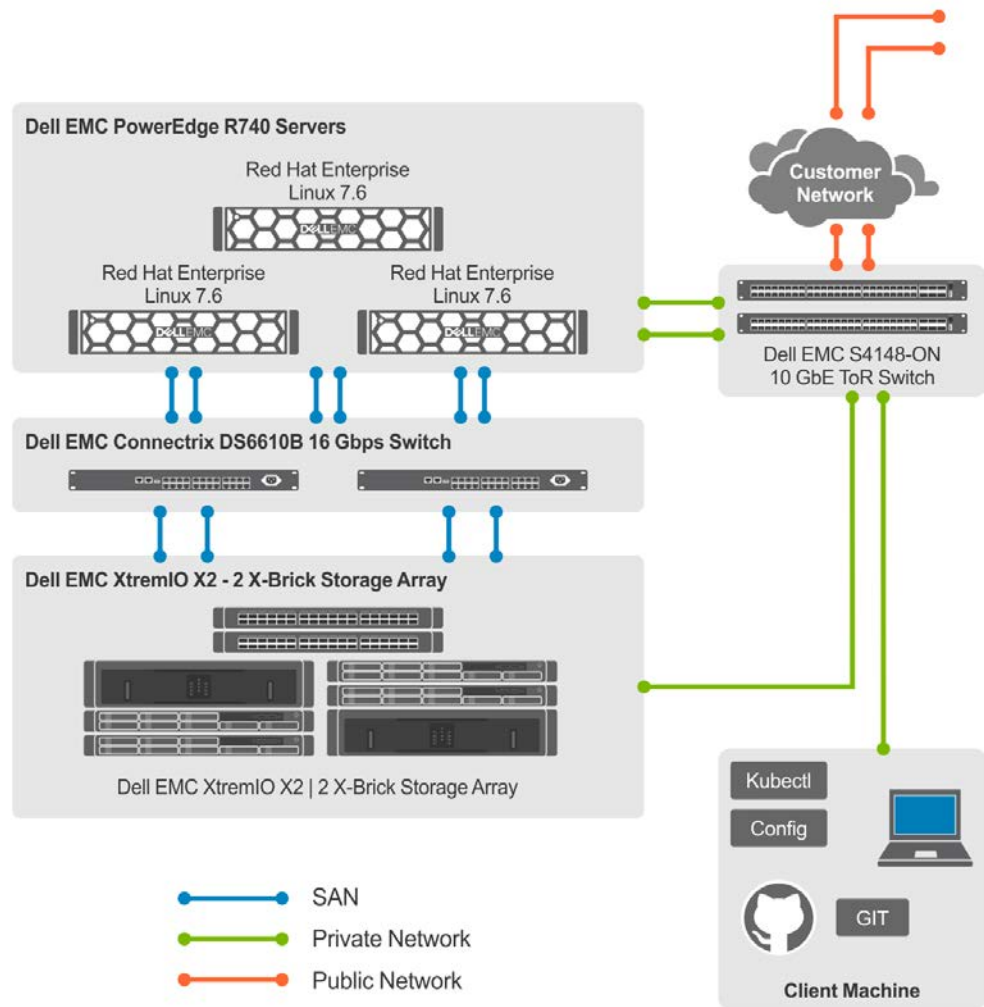 Dell EMC PowerEdge R740 Servers
Red Hat Enterprise
Linux 7.6
DELLEMC
Red Hat Enterprise
Linux 7.6
DELLEMC
Red Hat Enterprise
Linux 7.6
DELLEMC
Customer
Network
Dell EMC S4148-ON
10 GbE ToR Switch
Dell EMC Connectrix DS6610B 16 Gbps Switch
Dell EMC XtremIO X2 - 2 X-Brick Storage Array
Dell EMC XtremIO X2 | 2 X-Brick Storage Array
Kubectl
Config
GIT
Client Machine
SAN
Private Network
Public Network